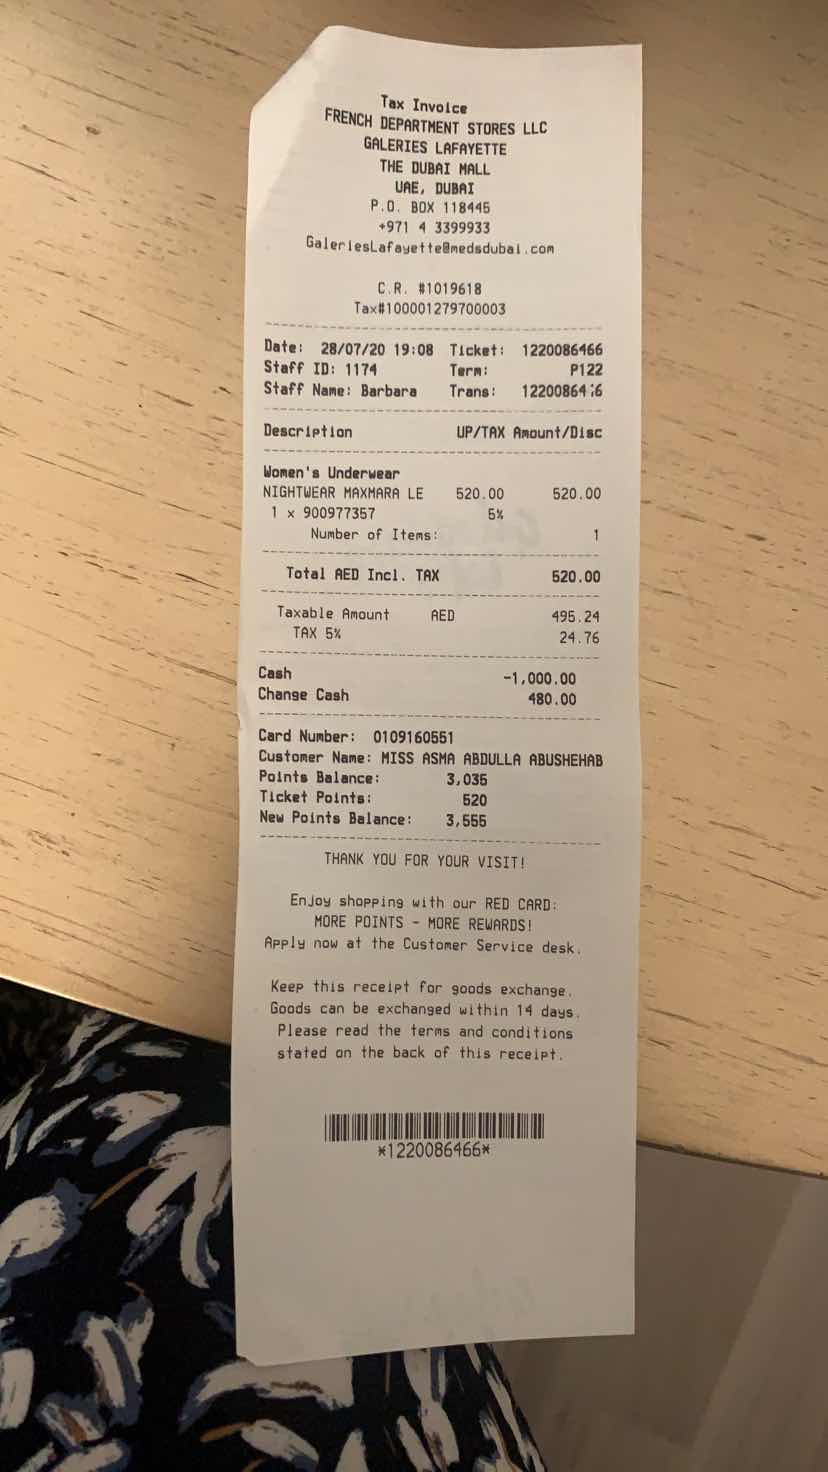 Tax Invoice
FRENCH DEPARTMENT STORES LLC
GALERIES LAFAYETTE
THE DUBAI MALL
UAE, DUBAI
P.O. BOX 118445
+971 4 3399933
GaleriesLafayette@medsdubai.com
C.R. #1019618
Tax#100001279700003
Date: 28/07/20 19:08 Ticket: 1220086466
Staff ID: 1174 Term: P122
Staff Name: Barbara Trans:
Description UP/TAX Amount/Disc
Women's Underwear
NIGHTWEAR MAXMARA LE 520.00 520.00
1 x 900977357 5%
Number of Items: 1
Total AED Incl. TAX 520.00
Taxable Amount AED 495.24
TAX 5% 24.76
Cash -1,000.00
Change Cash 480.00
Card Number: 0109160551
Customer Name: MISS ASMA ABDULLA ABUSHEHAB
Points Balance: 3,035
Ticket Points: 520
New Points Balance: 3,555
THANK YOU FOR YOUR VISIT!
Enjoy shopping with our RED CARD:
MORE POINTS - MORE REWARDS!
Apply now at the Customer Service desk.
Keep this receipt for goods exchange.
Goods can be exchanged within 14 days.
Please read the terms and conditions
stated on the back of this receipt.
*1220086466*